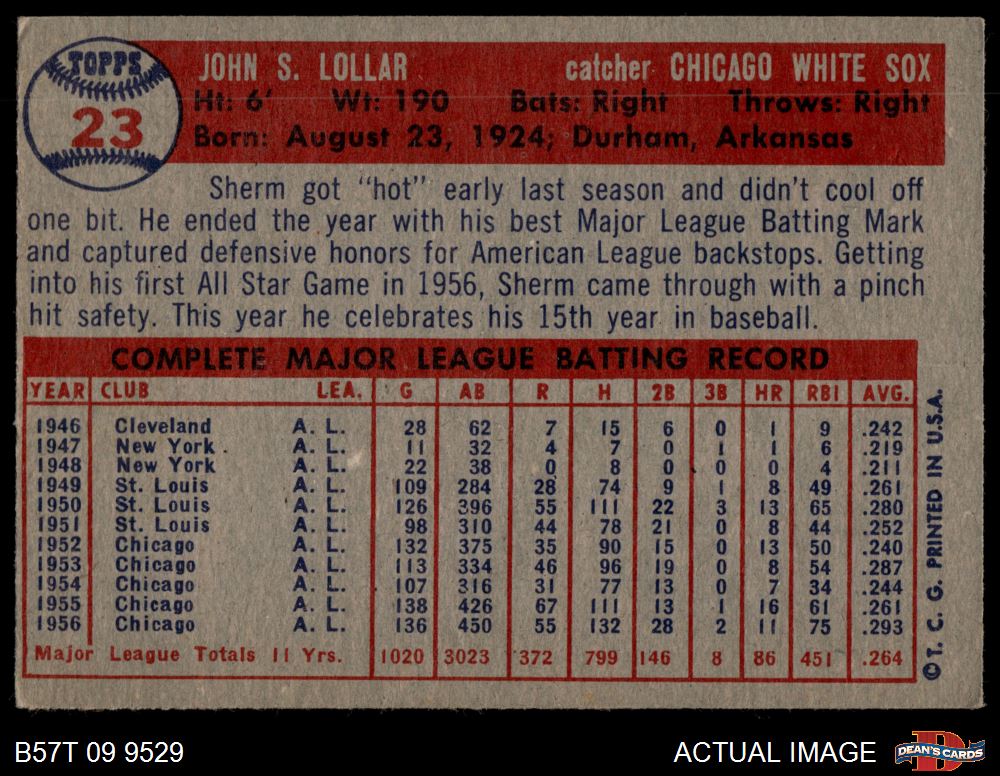 TOPPS
23
JOHN S. LOLLAR catcher CHICAGO WHITE SOX
Ht: 6' Wt: 190 Bats: Right Throws: Right
Born: August 23, 1924; Durham, Arkansas
Sherm got "hot" early last season and didn't cool off
one bit. He ended the year with his best Major League Batting Mark
and captured defensive honors for American League backstops. Getting
into his first All Star Game in 1956, Sherm came through with a pinch
hit safety. This year he celebrates his 15th year in baseball.
COMPLETE MAJOR LEAGUE BATTING RECORD
YEAR CLUB LEA. G AB R H 2B 3B HR RBI AVG.
1946 Cleveland A. L. 28 62 7 15 6 0 1 9 .242
1947 New York A. L. 11 32 4 7 0 1 1 6 .219
1948 New York A. L. 22 38 0 8 0 0 0 4 .211
1949 St. Louis A. L. 109 284 28 74 9 1 8 49 .261
1950 St. Louis A. L. 126 396 55 111 22 3 13 65 .280
1951 St. Louis A. L. 98 310 44 78 21 0 8 44 .252
1952 Chicago A. L. 132 375 35 90 15 0 13 50 .240
1953 Chicago A. L. 113 334 46 96 19 0 8 54 .287
1954 Chicago A. L. 107 316 31 77 13 0 7 34 .244
1955 Chicago A. L. 138 426 67 111 13 1 16 61 .261
1956 Chicago A. L. 136 450 55 132 28 2 11 75 .293
Major League Totals 11 Yrs. 1020 3023 372 799 146 8 86 451 .264
© T. C. G. PRINTED IN U.S.A.
B57T 09 9529
ACTUAL IMAGE
DEAN'S CARDS